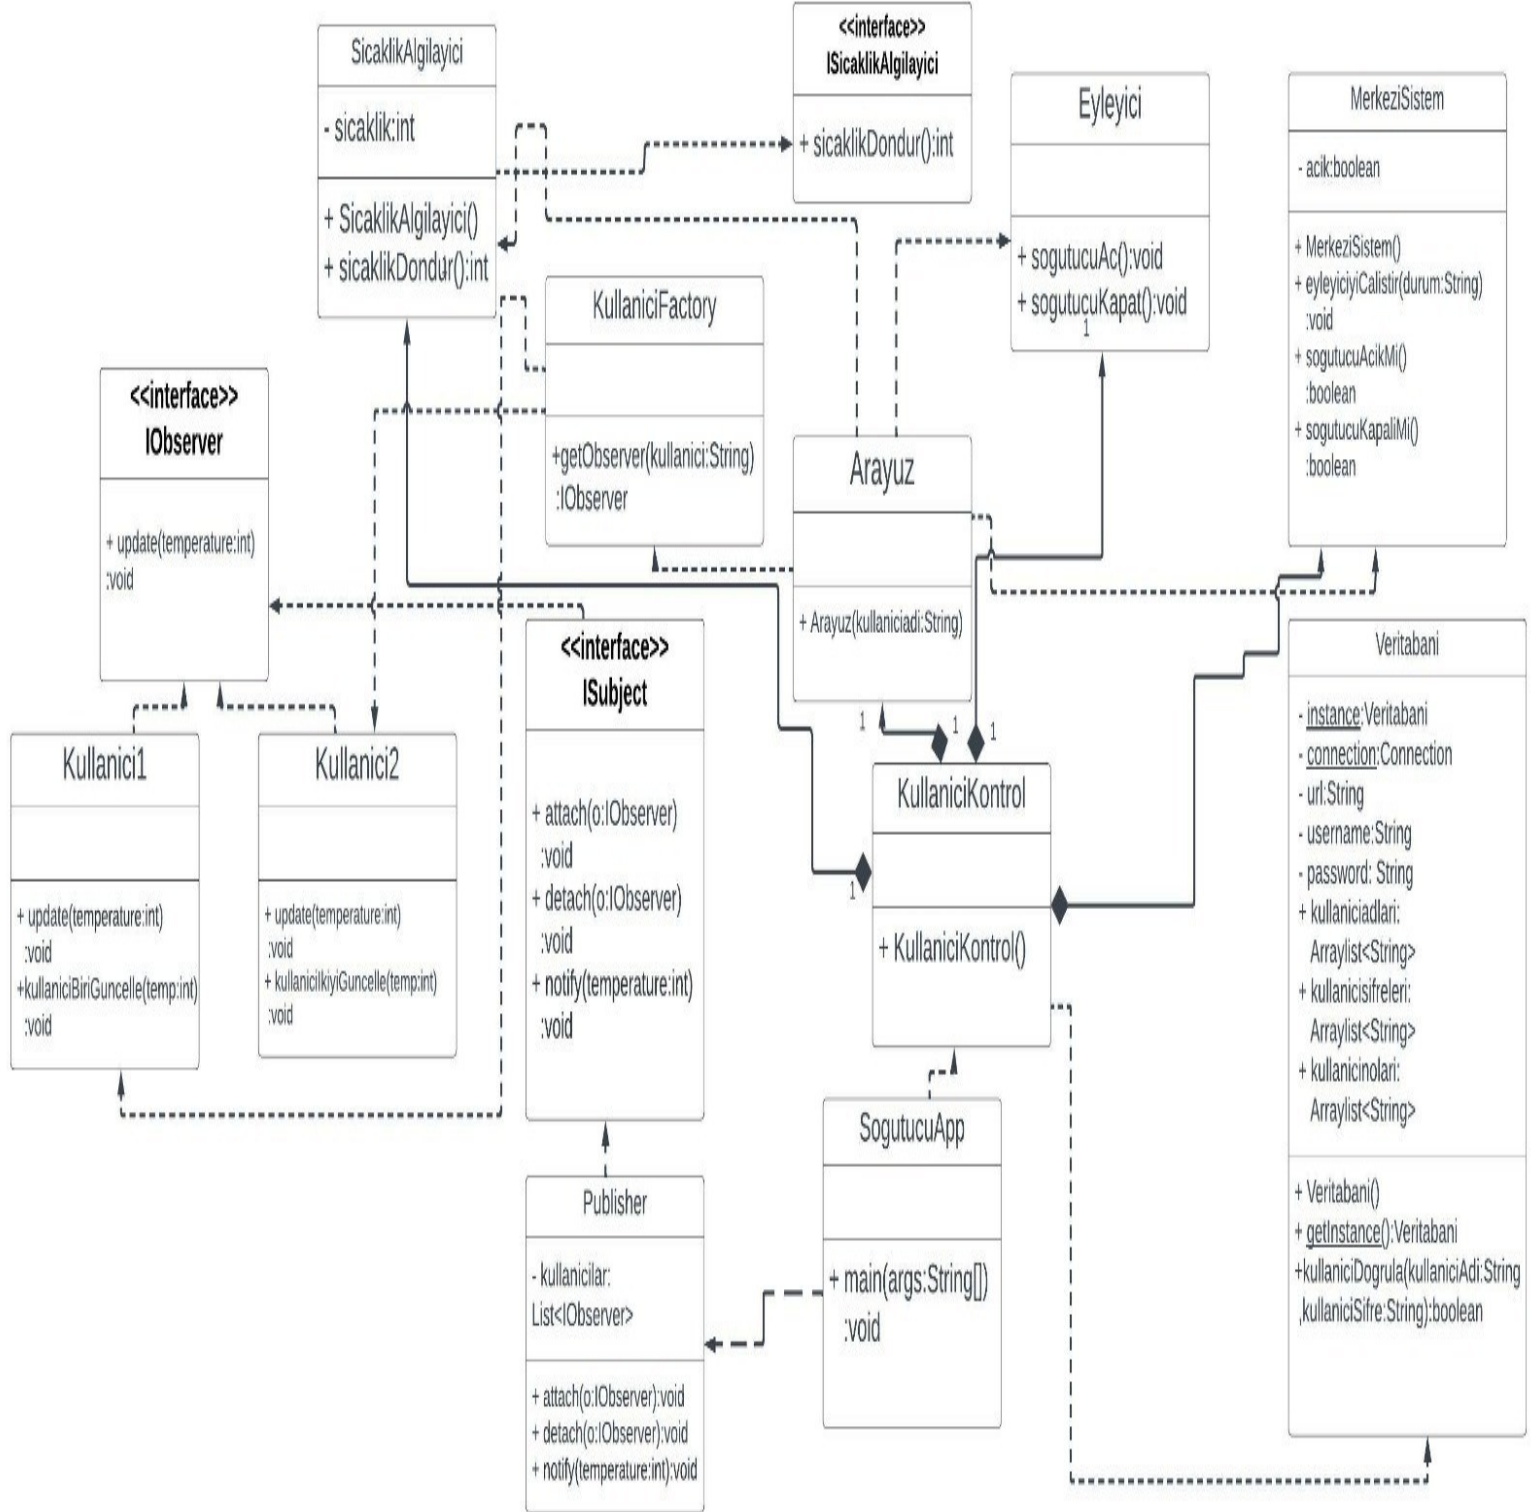 SicaklikAlgilayici
- sicaklik:int
+ SicaklikAlgilayici()
+ sicaklikDondur():int
<<interface>>
ISicaklikAlgilayici
+ sicaklikDondur():int
Eyleyici
+ sogutucuAc():void
+ sogutucuKapat():void
1
MerkeziSistem
- acik:boolean
+ MerkeziSistem()
+ eyleyiciyiCalistir(durum:String)
:void
+ sogutucuAcikMi()
:boolean
+ sogutucuKapaliMi()
:boolean
KullaniciFactory
+getObserver(kullanici:String)
:IObserver
<<interface>>
IObserver
+ update(temperature:int)
:void
Arayuz
+ Arayuz(kullaniciadi:String)
1
1
1
<<interface>>
ISubject
+ attach(o:IObserver)
:void
+ detach(o:IObserver)
:void
+ notify(temperature:int)
:void
Kullanici1
+ update(temperature:int)
:void
+kullaniciBiriGuncelle(temp:int)
:void
Kullanici2
+ update(temperature:int)
:void
+ kullaniciIkiyiGuncelle(temp:int)
:void
KullaniciKontrol
1
+ KullaniciKontrol()
Veritabani
- instance:Veritabani
- connection:Connection
- url:String
- username:String
- password: String
+ kullaniciadlari:
Arraylist<String>
+ kullanicisifreleri:
Arraylist<String>
+ kullanicinolari:
Arraylist<String>
+ Veritabani()
+ getInstance():Veritabani
+kullaniciDogrula(kullaniciAdi:String
,kullaniciSifre:String):boolean
SogutucuApp
+ main(args:String[])
:void
Publisher
- kullanicilar:
List<IObserver>
+ attach(o:IObserver):void
+ detach(o:IObserver):void
+ notify(temperature:int):void